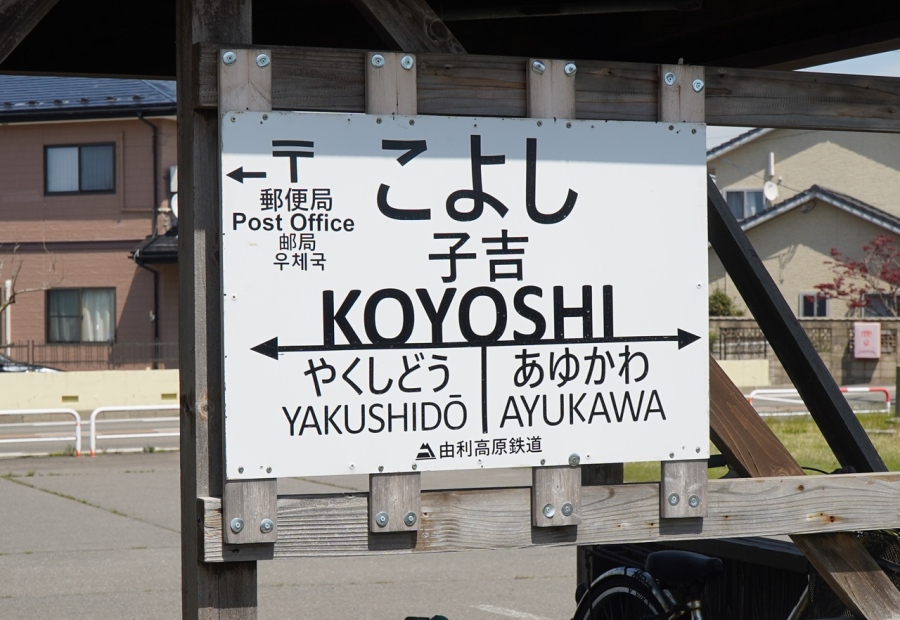 〒
郵便局
Post Office
邮局
우체국
こよし
子吉
KOYOSHI
やくしどう
YAKUSHIDŌ
あゆかわ
AYUKAWA
由利高原鉄道